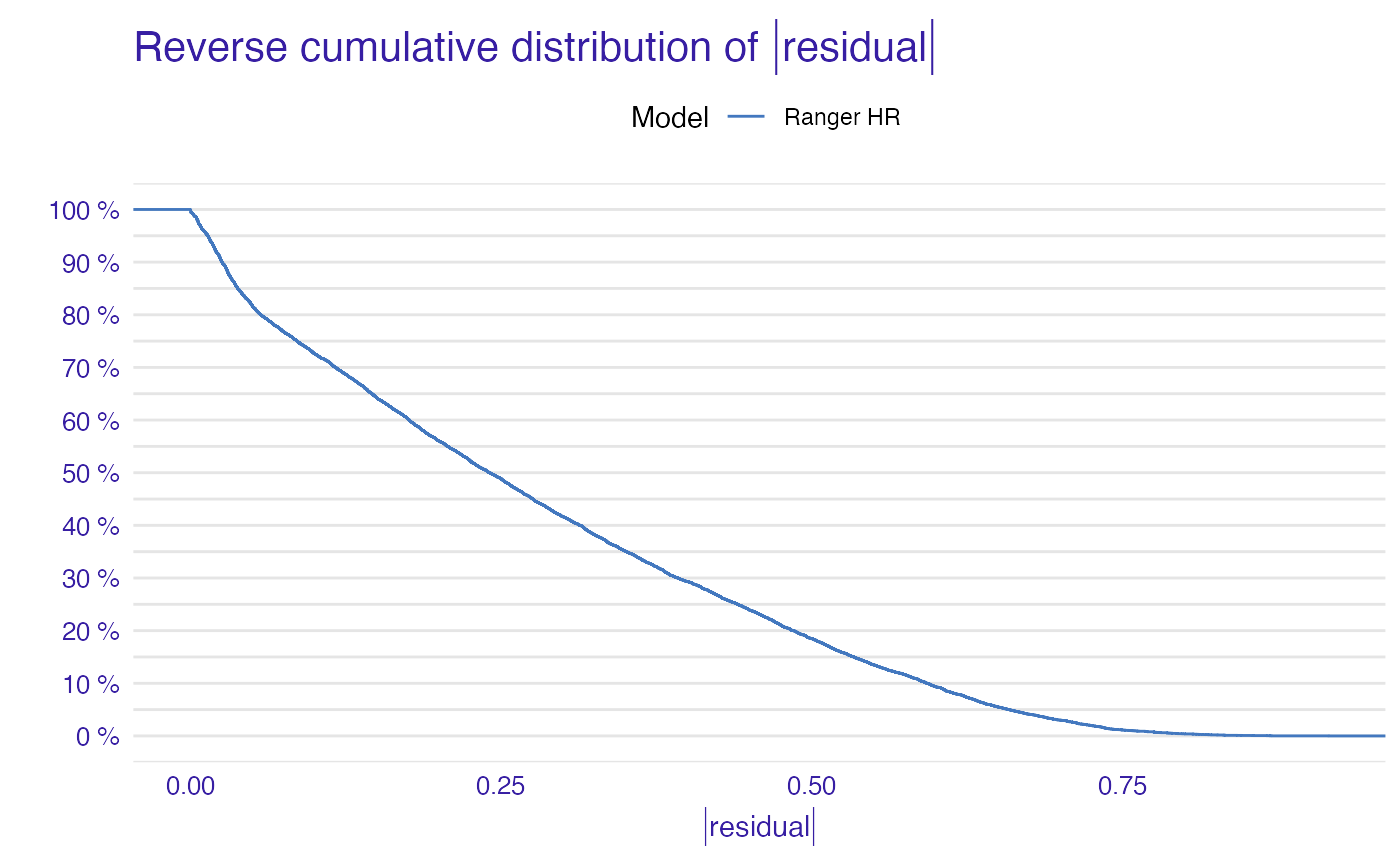 Reverse cumulative distribution of |residual|
Model Ranger HR
100 %
90 %
80 %
70 %
60 %
50 %
40 %
30 %
20 %
10 %
0 %
0.00 0.25 0.50 0.75
|residual|